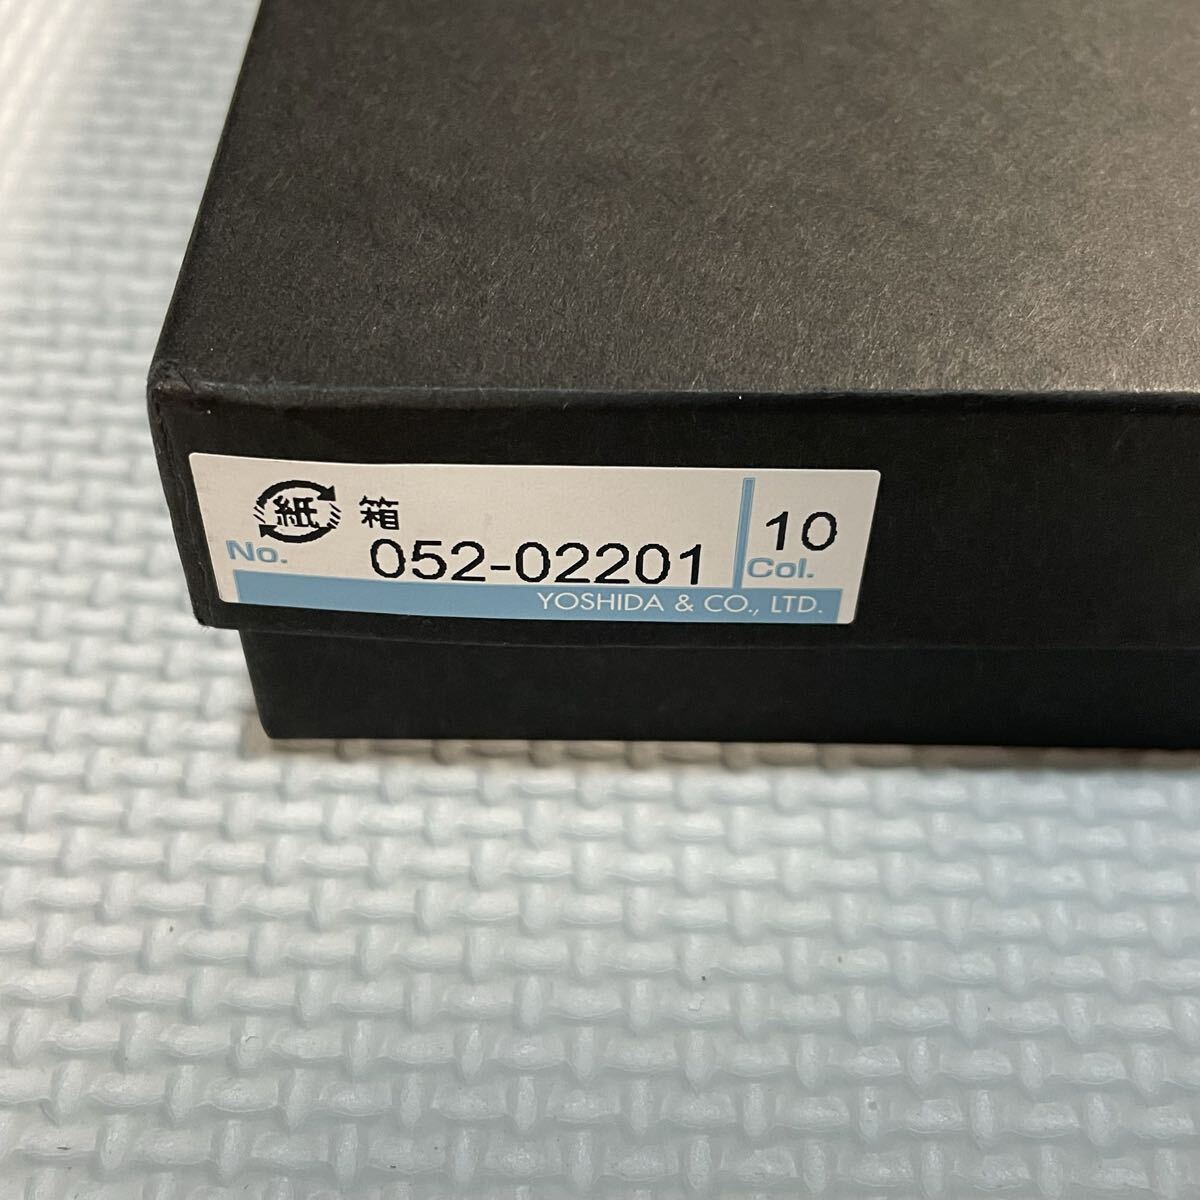 紙 箱
No. 052-02201
10
Col.
YOSHIDA & CO., LTD.